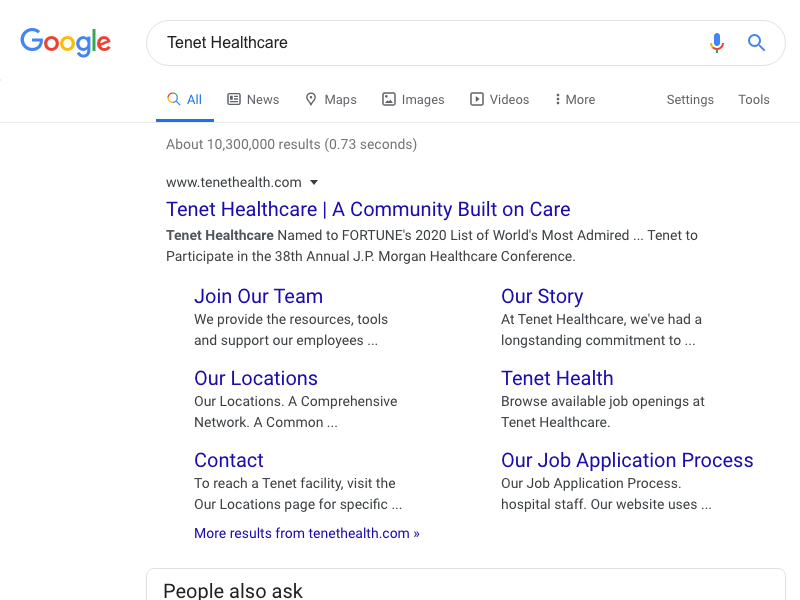 Google
Tenet Healthcare
All News Maps Images Videos More Settings Tools
About 10,300,000 results (0.73 seconds)
www.tenethealth.com
Tenet Healthcare | A Community Built on Care
Tenet Healthcare Named to FORTUNE's 2020 List of World's Most Admired ... Tenet to
Participate in the 38th Annual J.P. Morgan Healthcare Conference.
Join Our Team
We provide the resources, tools
and support our employees ...
Our Story
At Tenet Healthcare, we've had a
longstanding commitment to ...
Our Locations
Our Locations. A Comprehensive
Network. A Common ...
Tenet Health
Browse available job openings at
Tenet Healthcare.
Contact
To reach a Tenet facility, visit the
Our Locations page for specific ...
Our Job Application Process
Our Job Application Process.
hospital staff. Our website uses ...
More results from tenethealth.com »
People also ask